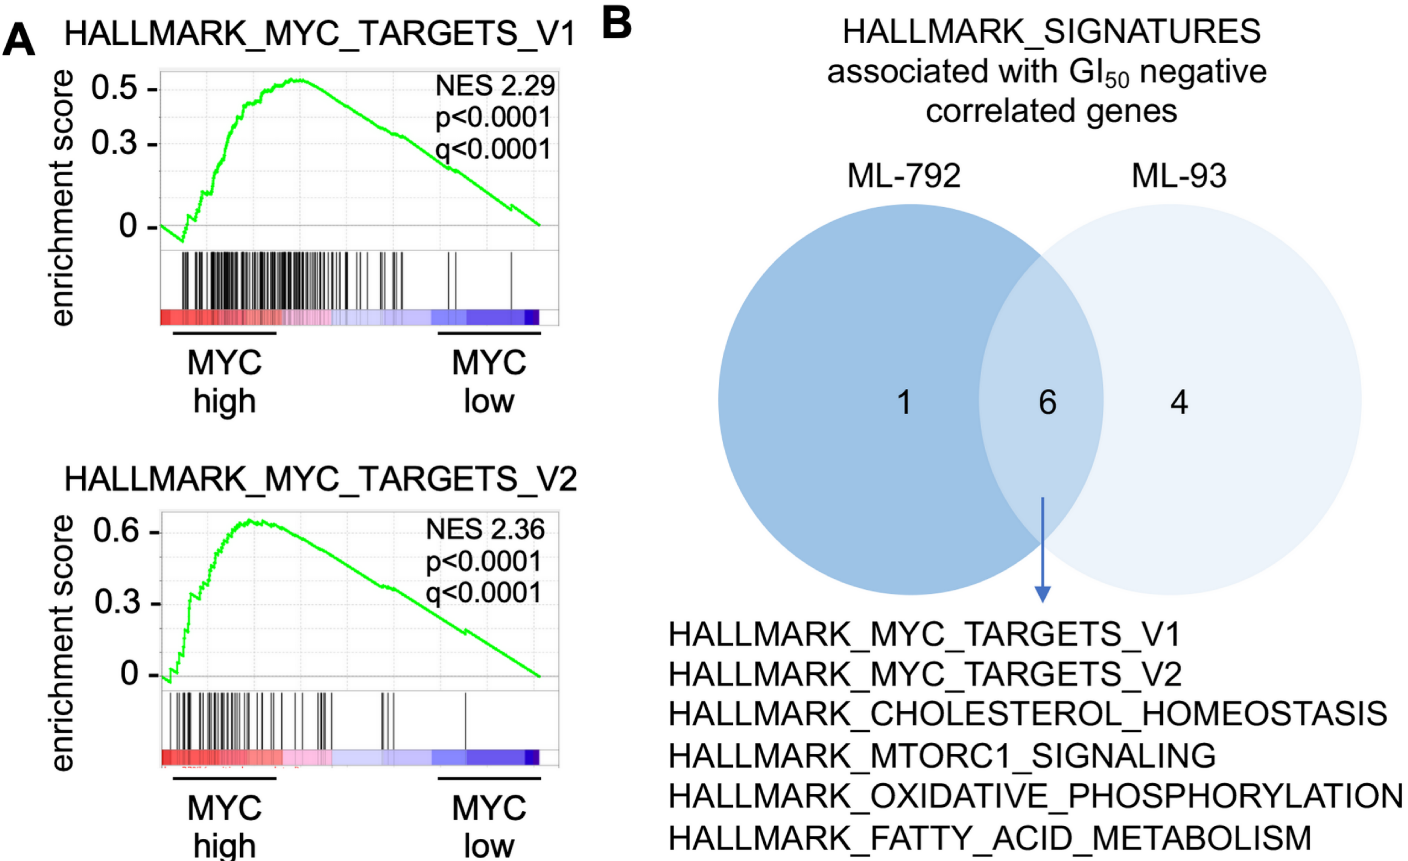 A
HALLMARK_MYC_TARGETS_V1
enrichment score
0.5
0.3
0
NES 2.29
p<0.0001
q<0.0001
MYC
high
MYC
low
HALLMARK_MYC_TARGETS_V2
enrichment score
0.6
0.3
0
NES 2.36
p<0.0001
q<0.0001
MYC
high
MYC
low
B
HALLMARK_SIGNATURES
associated with GI50 negative
correlated genes
ML-792
ML-93
1
6
4
HALLMARK_MYC_TARGETS_V1
HALLMARK_MYC_TARGETS_V2
HALLMARK_CHOLESTEROL_HOMEOSTASIS
HALLMARK_MTORC1_SIGNALING
HALLMARK_OXIDATIVE_PHOSPHORYLATION
HALLMARK_FATTY_ACID_METABOLISM